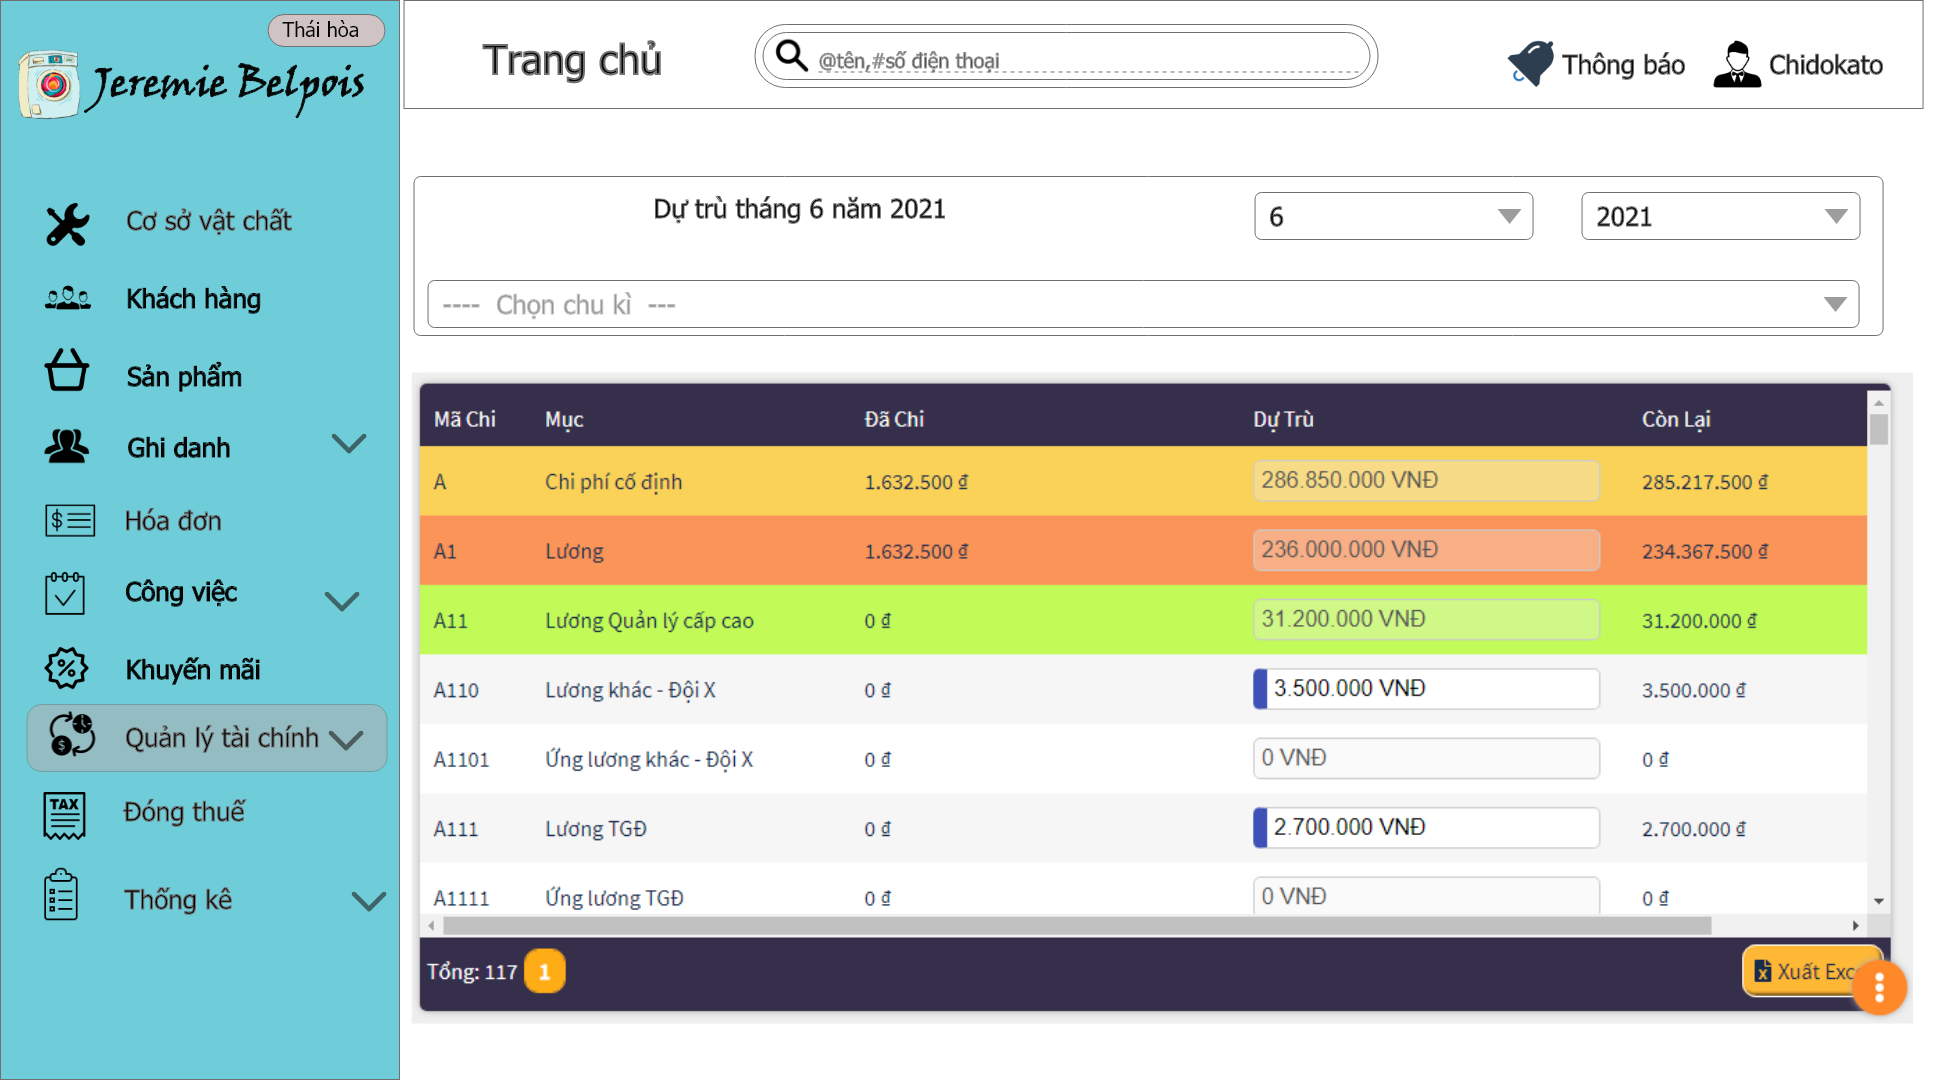 Thái hòa
Jeremie Belpois
Trang chủ
@tên,#số điện thoại
Thông báo
Chidokato
Cơ sở vật chất
Khách hàng
Sản phẩm
Ghi danh
Hóa đơn
Công việc
Khuyến mãi
Quản lý tài chính
TAX
Đóng thuế
Thống kê
Dự trù tháng 6 năm 2021
6
2021
---- Chọn chu kì ---
Mã Chi Mục Đã Chi Dự Trù Còn Lại
A Chi phí cố định 1.632.500 ₫ 286.850.000 VNĐ 285.217.500 ₫
A1 Lương 1.632.500 ₫ 236.000.000 VNĐ 234.367.500 ₫
A11 Lương Quản lý cấp cao 0 ₫ 31.200.000 VNĐ 31.200.000 ₫
A110 Lương khác - Đội X 0 ₫ 3.500.000 VNĐ 3.500.000 ₫
A1101 Ứng lương khác - Đội X 0 ₫ 0 VNĐ 0 ₫
A111 Lương TGĐ 0 ₫ 2.700.000 VNĐ 2.700.000 ₫
A1111 Ứng lương TGĐ 0 ₫ 0 VNĐ 0 ₫
Tổng: 117 1
Xuất Exc